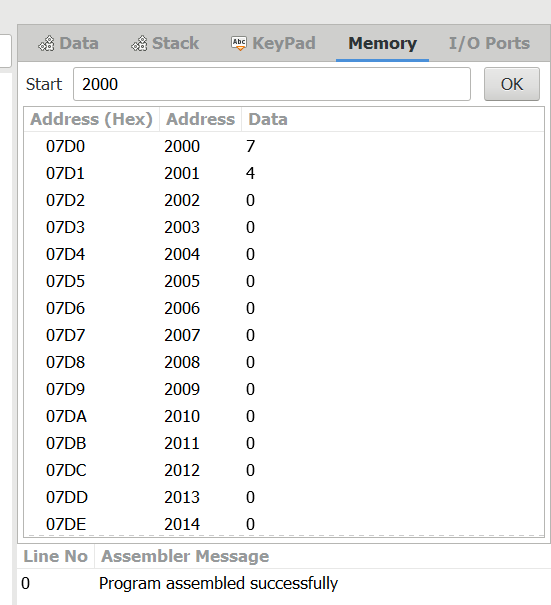 Data Stack Abc KeyPad Memory I/O Ports
Start 2000 OK
Address (Hex) Address Data
07D0 2000 7
07D1 2001 4
07D2 2002 0
07D3 2003 0
07D4 2004 0
07D5 2005 0
07D6 2006 0
07D7 2007 0
07D8 2008 0
07D9 2009 0
07DA 2010 0
07DB 2011 0
07DC 2012 0
07DD 2013 0
07DE 2014 0
Line No Assembler Message
0 Program assembled successfully